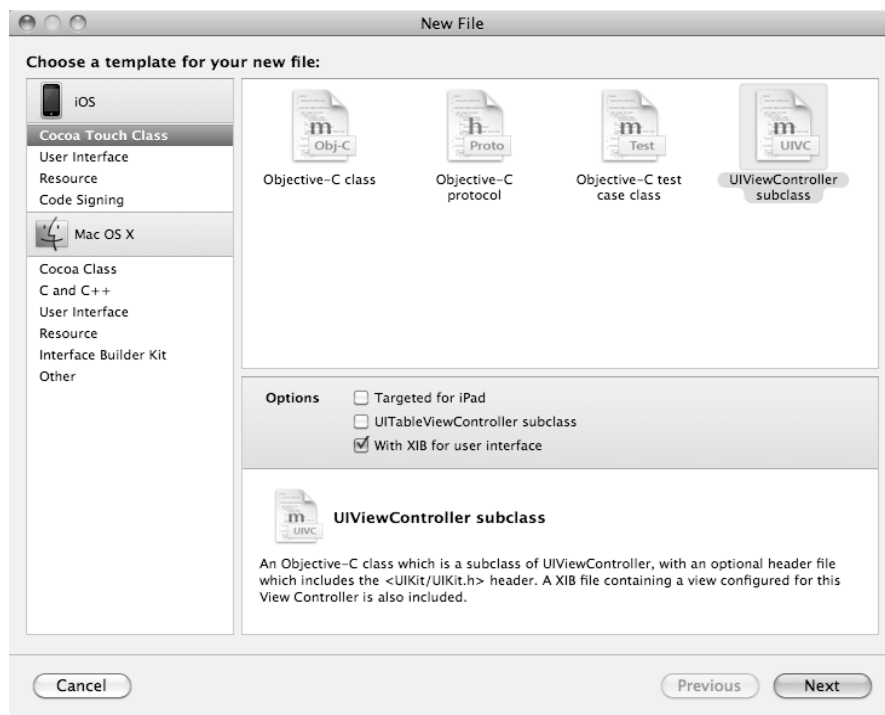 New File
Choose a template for your new file:
iOS
Cocoa Touch Class
User Interface
Resource
Code Signing
Mac OS X
Cocoa Class
C and C++
User Interface
Resource
Interface Builder Kit
Other
m
Obj-C
Objective-C class
h
Proto
Objective-C
protocol
m
Test
Objective-C test
case class
m
UIVC
UIViewController
subclass
Options
Targeted for iPad
UITableViewController subclass
With XIB for user interface
m
UIVC
UIViewController subclass
An Objective-C class which is a subclass of UIViewController, with an optional header file
which includes the <UIKit/UIKit.h> header. A XIB file containing a view configured for this
View Controller is also included.
Cancel
Previous
Next